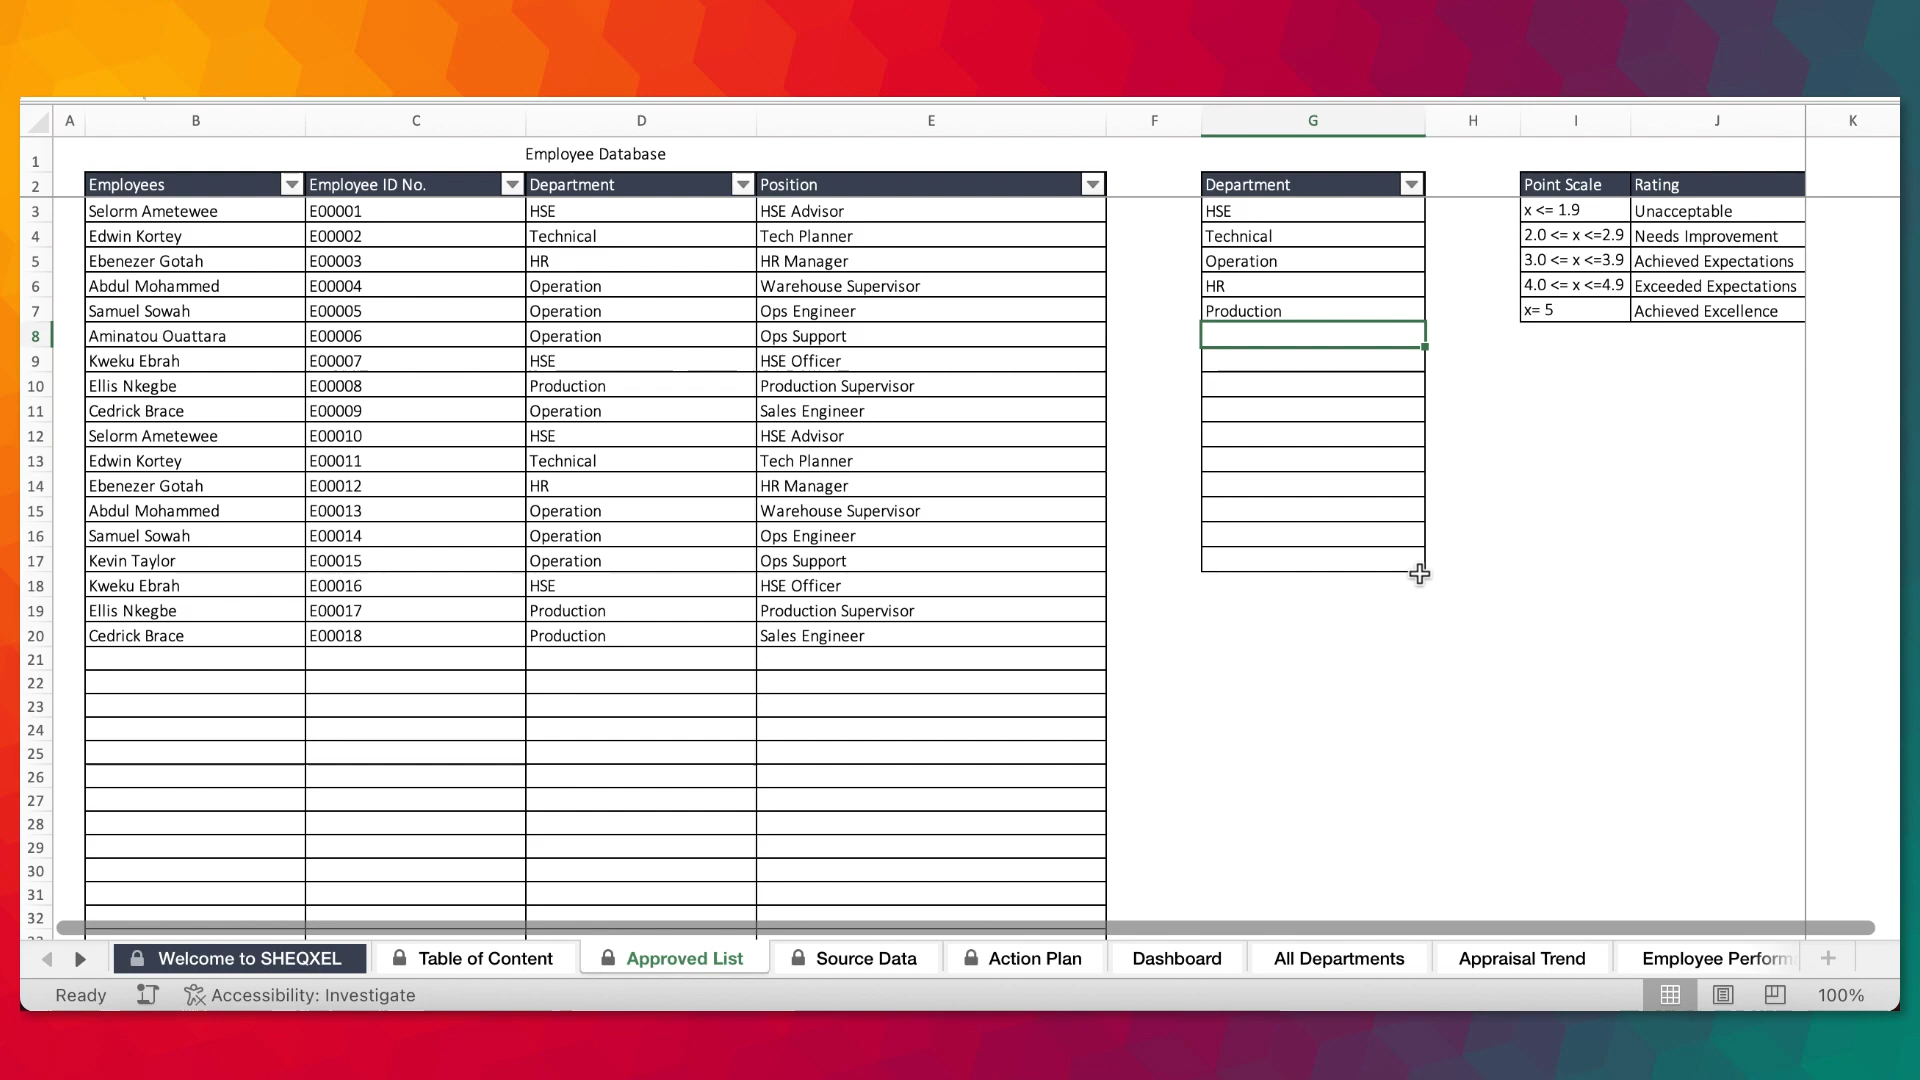 A B C D E F G H I J K
1 Employee Database
2 Employees Employee ID No. Department Position Department Point Scale Rating
3 Selorm Ametewee E00001 HSE HSE Advisor HSE x <= 1.9 Unacceptable
4 Edwin Kortey E00002 Technical Tech Planner Technical 2.0 <= x <=2.9 Needs Improvement
5 Ebenezer Gotah E00003 HR HR Manager Operation 3.0 <= x <=3.9 Achieved Expectations
6 Abdul Mohammed E00004 Operation Warehouse Supervisor HR 4.0 <= x <=4.9 Exceeded Expectations
7 Samuel Sowah E00005 Operation Ops Engineer Production x= 5 Achieved Excellence
8 Aminatou Ouattara E00006 Operation Ops Support
9 Kweku Ebrah E00007 HSE HSE Officer
10 Ellis Nkegbe E00008 Production Production Supervisor
11 Cedrick Brace E00009 Operation Sales Engineer
12 Selorm Ametewee E00010 HSE HSE Advisor
13 Edwin Kortey E00011 Technical Tech Planner
14 Ebenezer Gotah E00012 HR HR Manager
15 Abdul Mohammed E00013 Operation Warehouse Supervisor
16 Samuel Sowah E00014 Operation Ops Engineer
17 Kevin Taylor E00015 Operation Ops Support
18 Kweku Ebrah E00016 HSE HSE Officer
19 Ellis Nkegbe E00017 Production Production Supervisor
20 Cedrick Brace E00018 Production Sales Engineer
21
22
23
24
25
26
27
28
29
30
31
32
Welcome to SHEQXEL Table of Content Approved List Source Data Action Plan Dashboard All Departments Appraisal Trend Employee Perform
Ready Accessibility: Investigate 100%